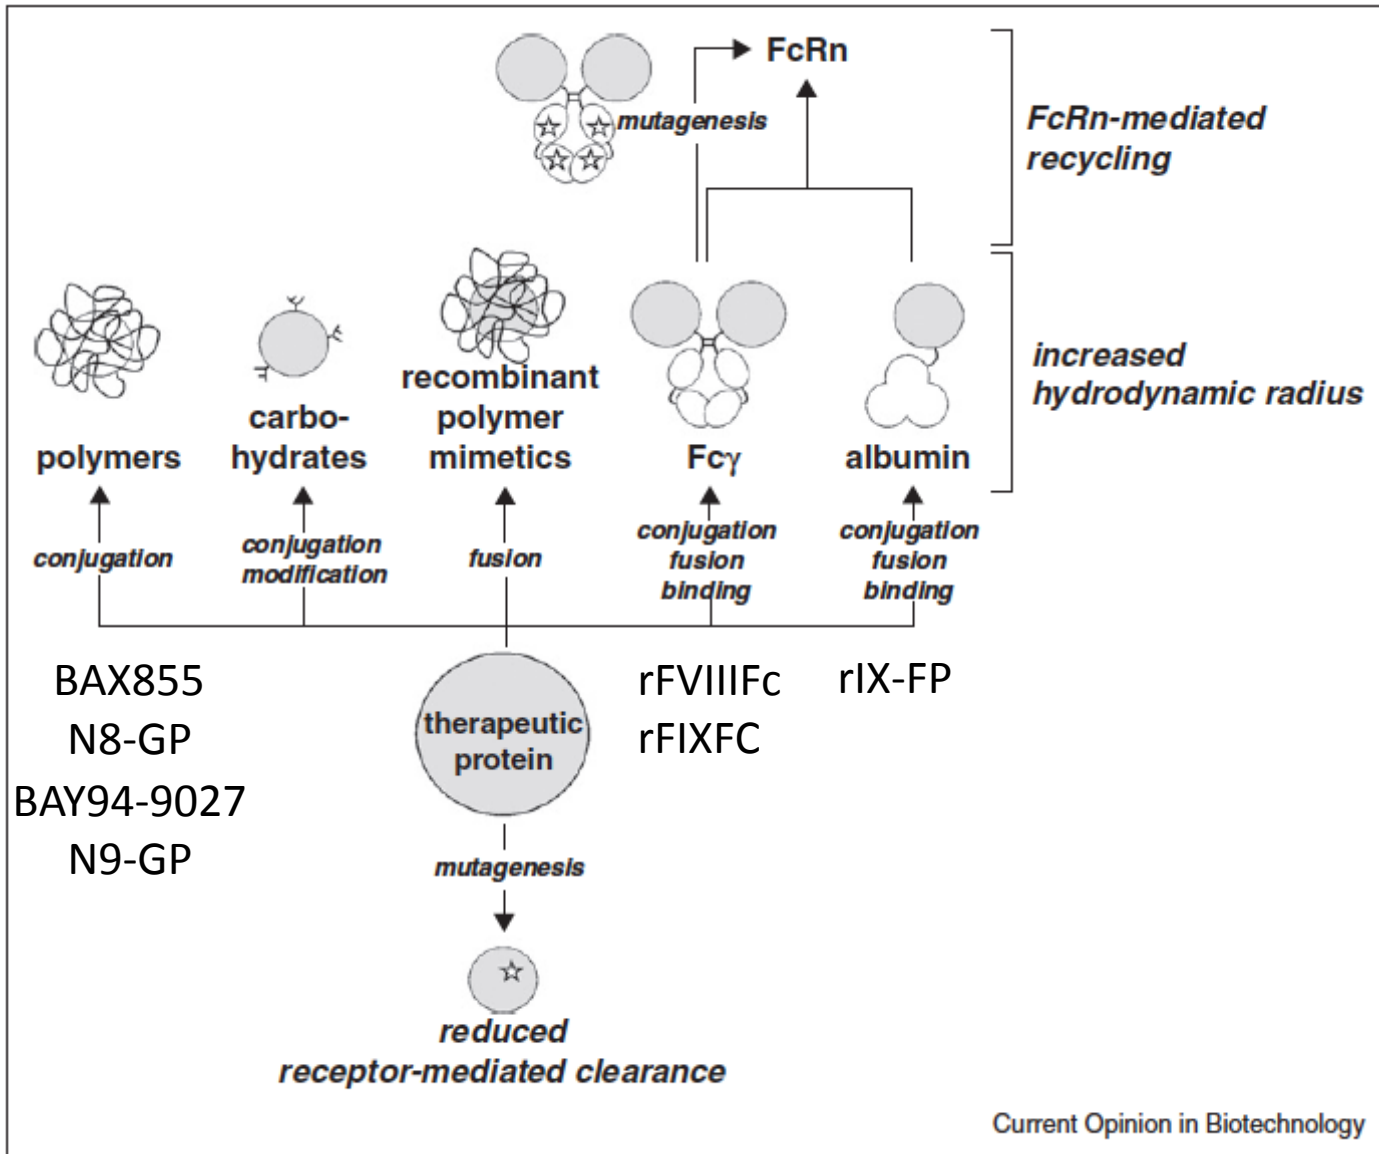 FcRn
mutagenesis
FcRn-mediated
recycling
polymers
carbo-
hydrates
recombinant
polymer
mimetics
Fcγ
albumin
increased
hydrodynamic radius
conjugation
conjugation
modification
fusion
conjugation
fusion
binding
conjugation
fusion
binding
BAX855
N8-GP
BAY94-9027
N9-GP
therapeutic
protein
rFVIIIFc
rFIXFC
rIX-FP
mutagenesis
reduced
receptor-mediated clearance
Current Opinion in Biotechnology